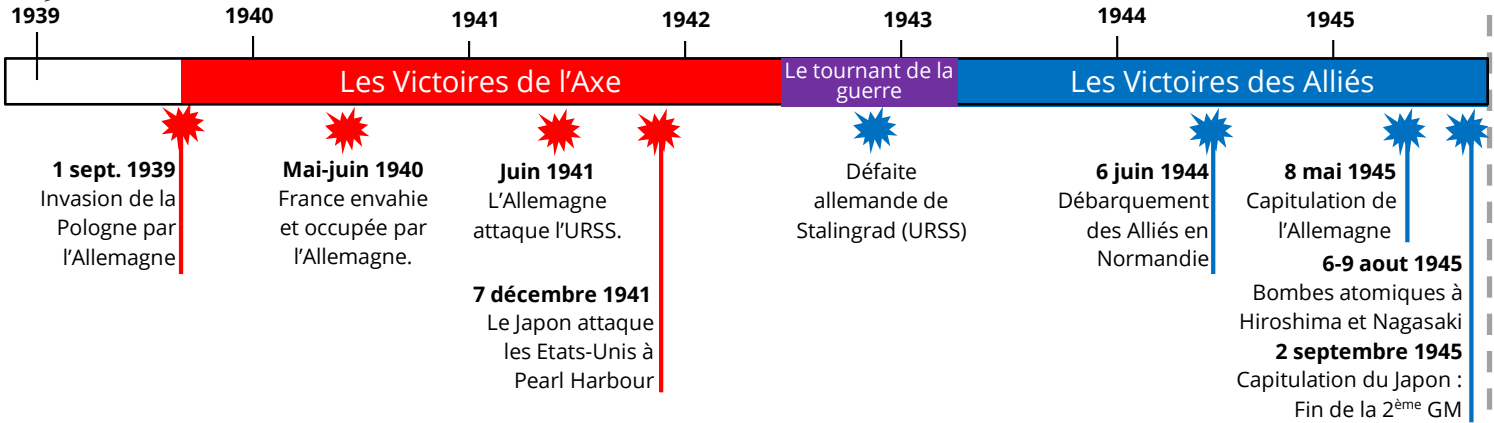 1939
1940
1941
1942
1943
1944
1945
Les Victoires de l’Axe
Le tournant de la
guerre
Les Victoires des Alliés
1 sept. 1939
Invasion de la
Pologne par
l’Allemagne
Mai-juin 1940
France envahie
et occupée par
l’Allemagne.
Juin 1941
L’Allemagne
attaque l’URSS.
7 décembre 1941
Le Japon attaque
les Etats-Unis à
Pearl Harbour
Défaite
allemande de
Stalingrad (URSS)
6 juin 1944
Débarquement
des Alliés en
Normandie
8 mai 1945
Capitulation de
l’Allemagne
6-9 aout 1945
Bombes atomiques à
Hiroshima et Nagasaki
2 septembre 1945
Capitulation du Japon :
Fin de la 2ème GM